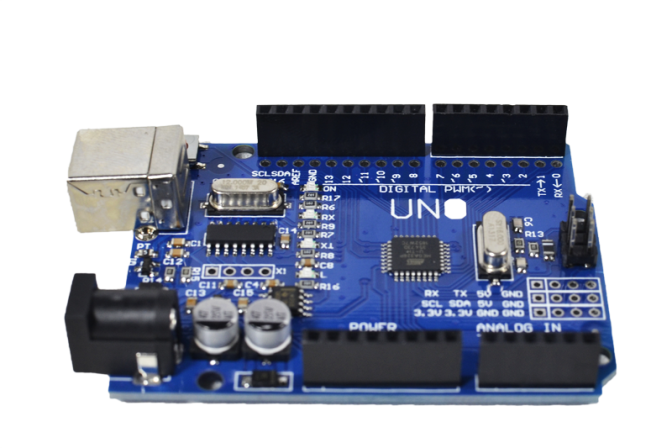 SCL SDA AREF GND 13 12 ~11 ~10 ~9 8 7 ~6 ~5 4 ~3 2 TX→1 RX←0
DIGITAL PWM(~)
ON
R17
R6
RX
R9
R7
TX
R8
C8
L
R16
UNO
C6
R13
PT
C1
C14
X1
C11
C4
C13
C15
RX TX 5V GND
SCL SDA 5V GND
3.3V 3.3V GND GND
POWER
ANALOG IN